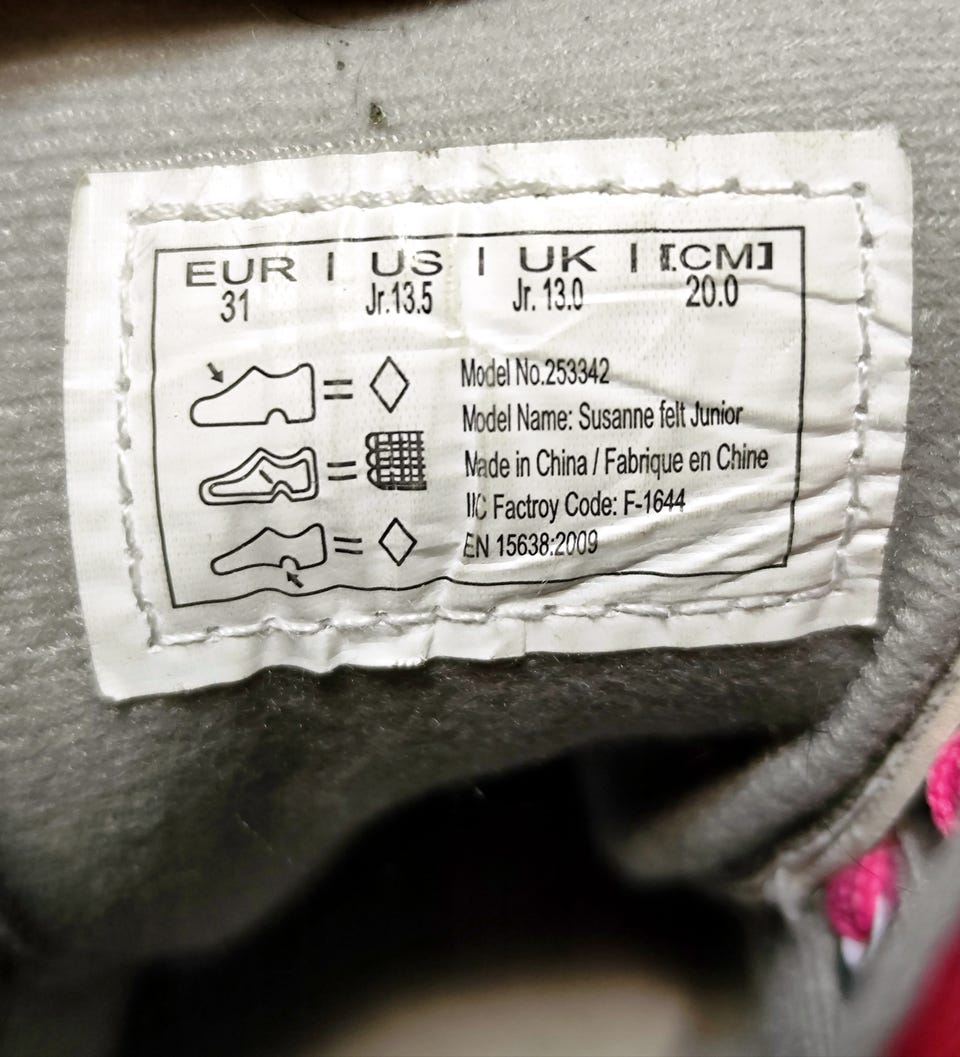 EUR | US | UK | [CM]
31 Jr.13.5 Jr. 13.0 20.0
Model No.253342
Model Name: Susanne felt Junior
Made in China / Fabrique en Chine
IIC Factroy Code: F-1644
EN 15638:2009